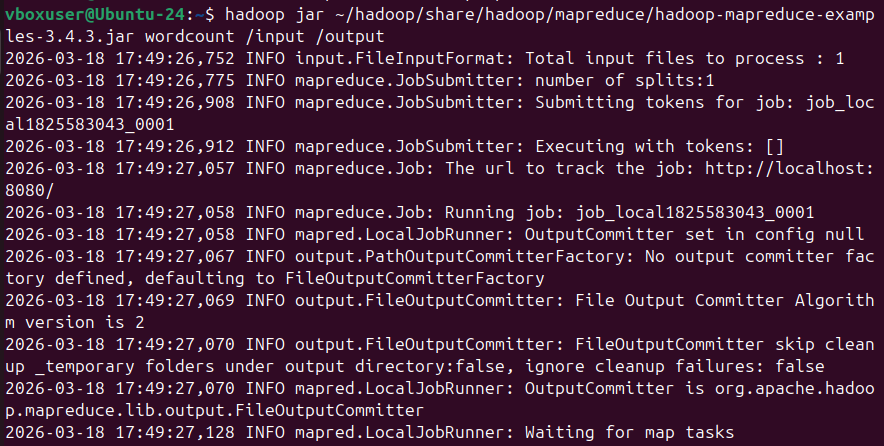 vboxuser@Ubuntu-24:~$ hadoop jar ~/hadoop/share/hadoop/mapreduce/hadoop-mapreduce-examp
les-3.4.3.jar wordcount /input /output
2026-03-18 17:49:26,752 INFO input.FileInputFormat: Total input files to process : 1
2026-03-18 17:49:26,775 INFO mapreduce.JobSubmitter: number of splits:1
2026-03-18 17:49:26,908 INFO mapreduce.JobSubmitter: Submitting tokens for job: job_loc
al1825583043_0001
2026-03-18 17:49:26,912 INFO mapreduce.JobSubmitter: Executing with tokens: []
2026-03-18 17:49:27,057 INFO mapreduce.Job: The url to track the job: http://localhost:
8080/
2026-03-18 17:49:27,058 INFO mapreduce.Job: Running job: job_local1825583043_0001
2026-03-18 17:49:27,058 INFO mapred.LocalJobRunner: OutputCommitter set in config null
2026-03-18 17:49:27,067 INFO output.PathOutputCommitterFactory: No output committer fac
tory defined, defaulting to FileOutputCommitterFactory
2026-03-18 17:49:27,069 INFO output.FileOutputCommitter: File Output Committer Algorith
m version is 2
2026-03-18 17:49:27,070 INFO output.FileOutputCommitter: FileOutputCommitter skip clean
up _temporary folders under output directory:false, ignore cleanup failures: false
2026-03-18 17:49:27,070 INFO mapred.LocalJobRunner: OutputCommitter is org.apache.hadoo
p.mapreduce.lib.output.FileOutputCommitter
2026-03-18 17:49:27,128 INFO mapred.LocalJobRunner: Waiting for map tasks